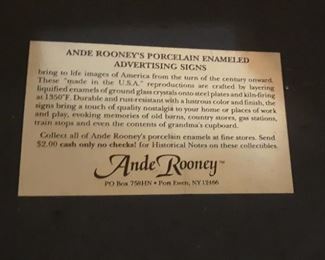 ANDE ROONEY'S PORCELAIN ENAMELED
ADVERTISING SIGNS
bring to life images of America from the turn of the century onward.
These "made in the U.S.A." reproductions are crafted by layering
liquified enamels of ground glass crystals onto steel plates and kiln-firing
at 1350°F. Durable and rust-resistant with a lustrous color and finish, the
signs bring a touch of quality nostalgia to your home or places of work
and play, evoking memories of old barns, country stores, gas stations,
train stops and even the contents of grandma's cupboard.
Collect all of Ande Rooney's porcelain enamels at fine stores. Send
$2.00 cash only no checks! for Historical Notes on these collectibles.
Ande Rooney™
PO Box 758HN • Port Ewen, NY 12466